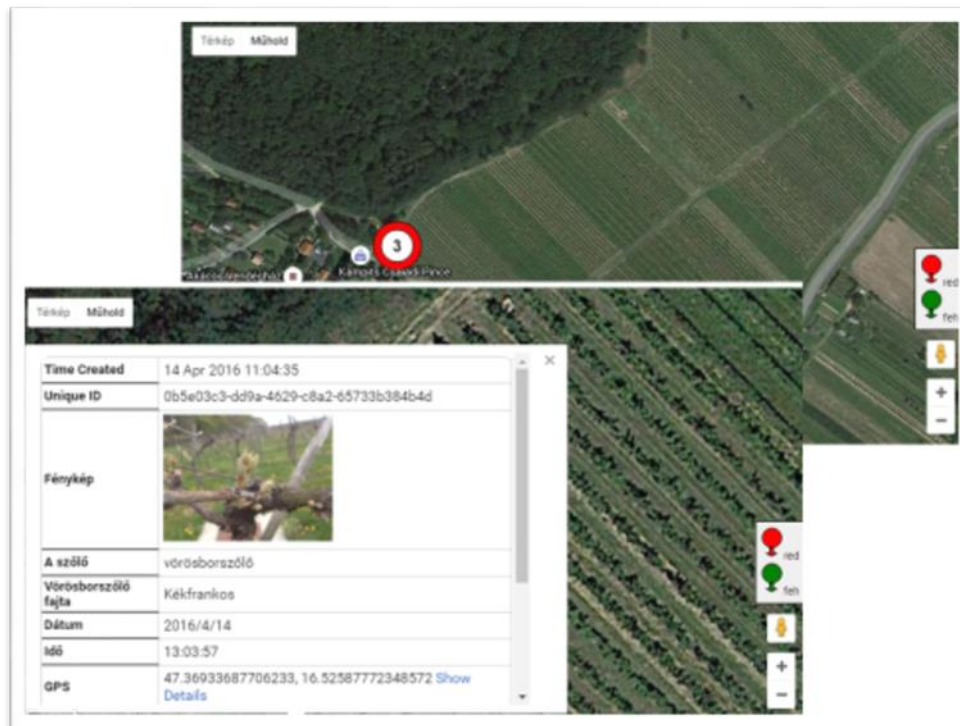 Térkép Műhold
3
Kámpits Családi Pince
red
feh
+
−
Térkép Műhold
×
Time Created 14 Apr 2016 11:04:35
Unique ID 0b5e03c3-dd9a-4629-c8a2-65733b384b4d
Fénykép
A szőlő vörösborszőlő
Vörösborszőlő
fajta Kékfrankos
Dátum 2016/4/14
Idő 13:03:57
GPS 47.36933687706233, 16.52587772348572 Show
Details
red
feh
+
−